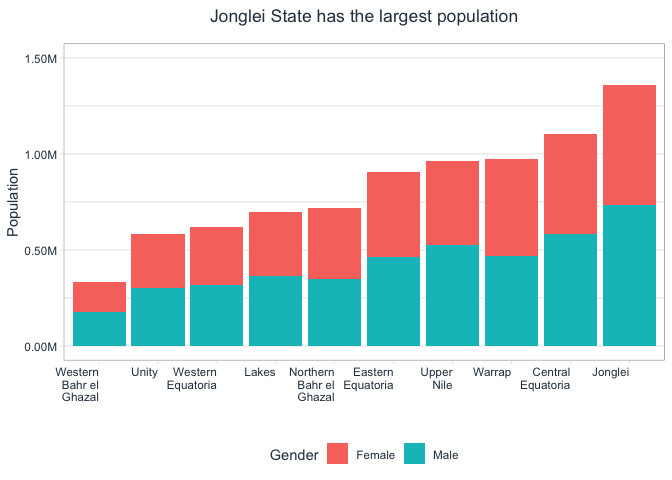 Jonglei State has the largest population
1.50M
1.00M
0.50M
0.00M
Population
Western
Bahr el
Ghazal
Unity
Western
Equatoria
Lakes
Northern
Bahr el
Ghazal
Eastern
Equatoria
Upper
Nile
Warrap
Central
Equatoria
Jonglei
Gender
Female
Male